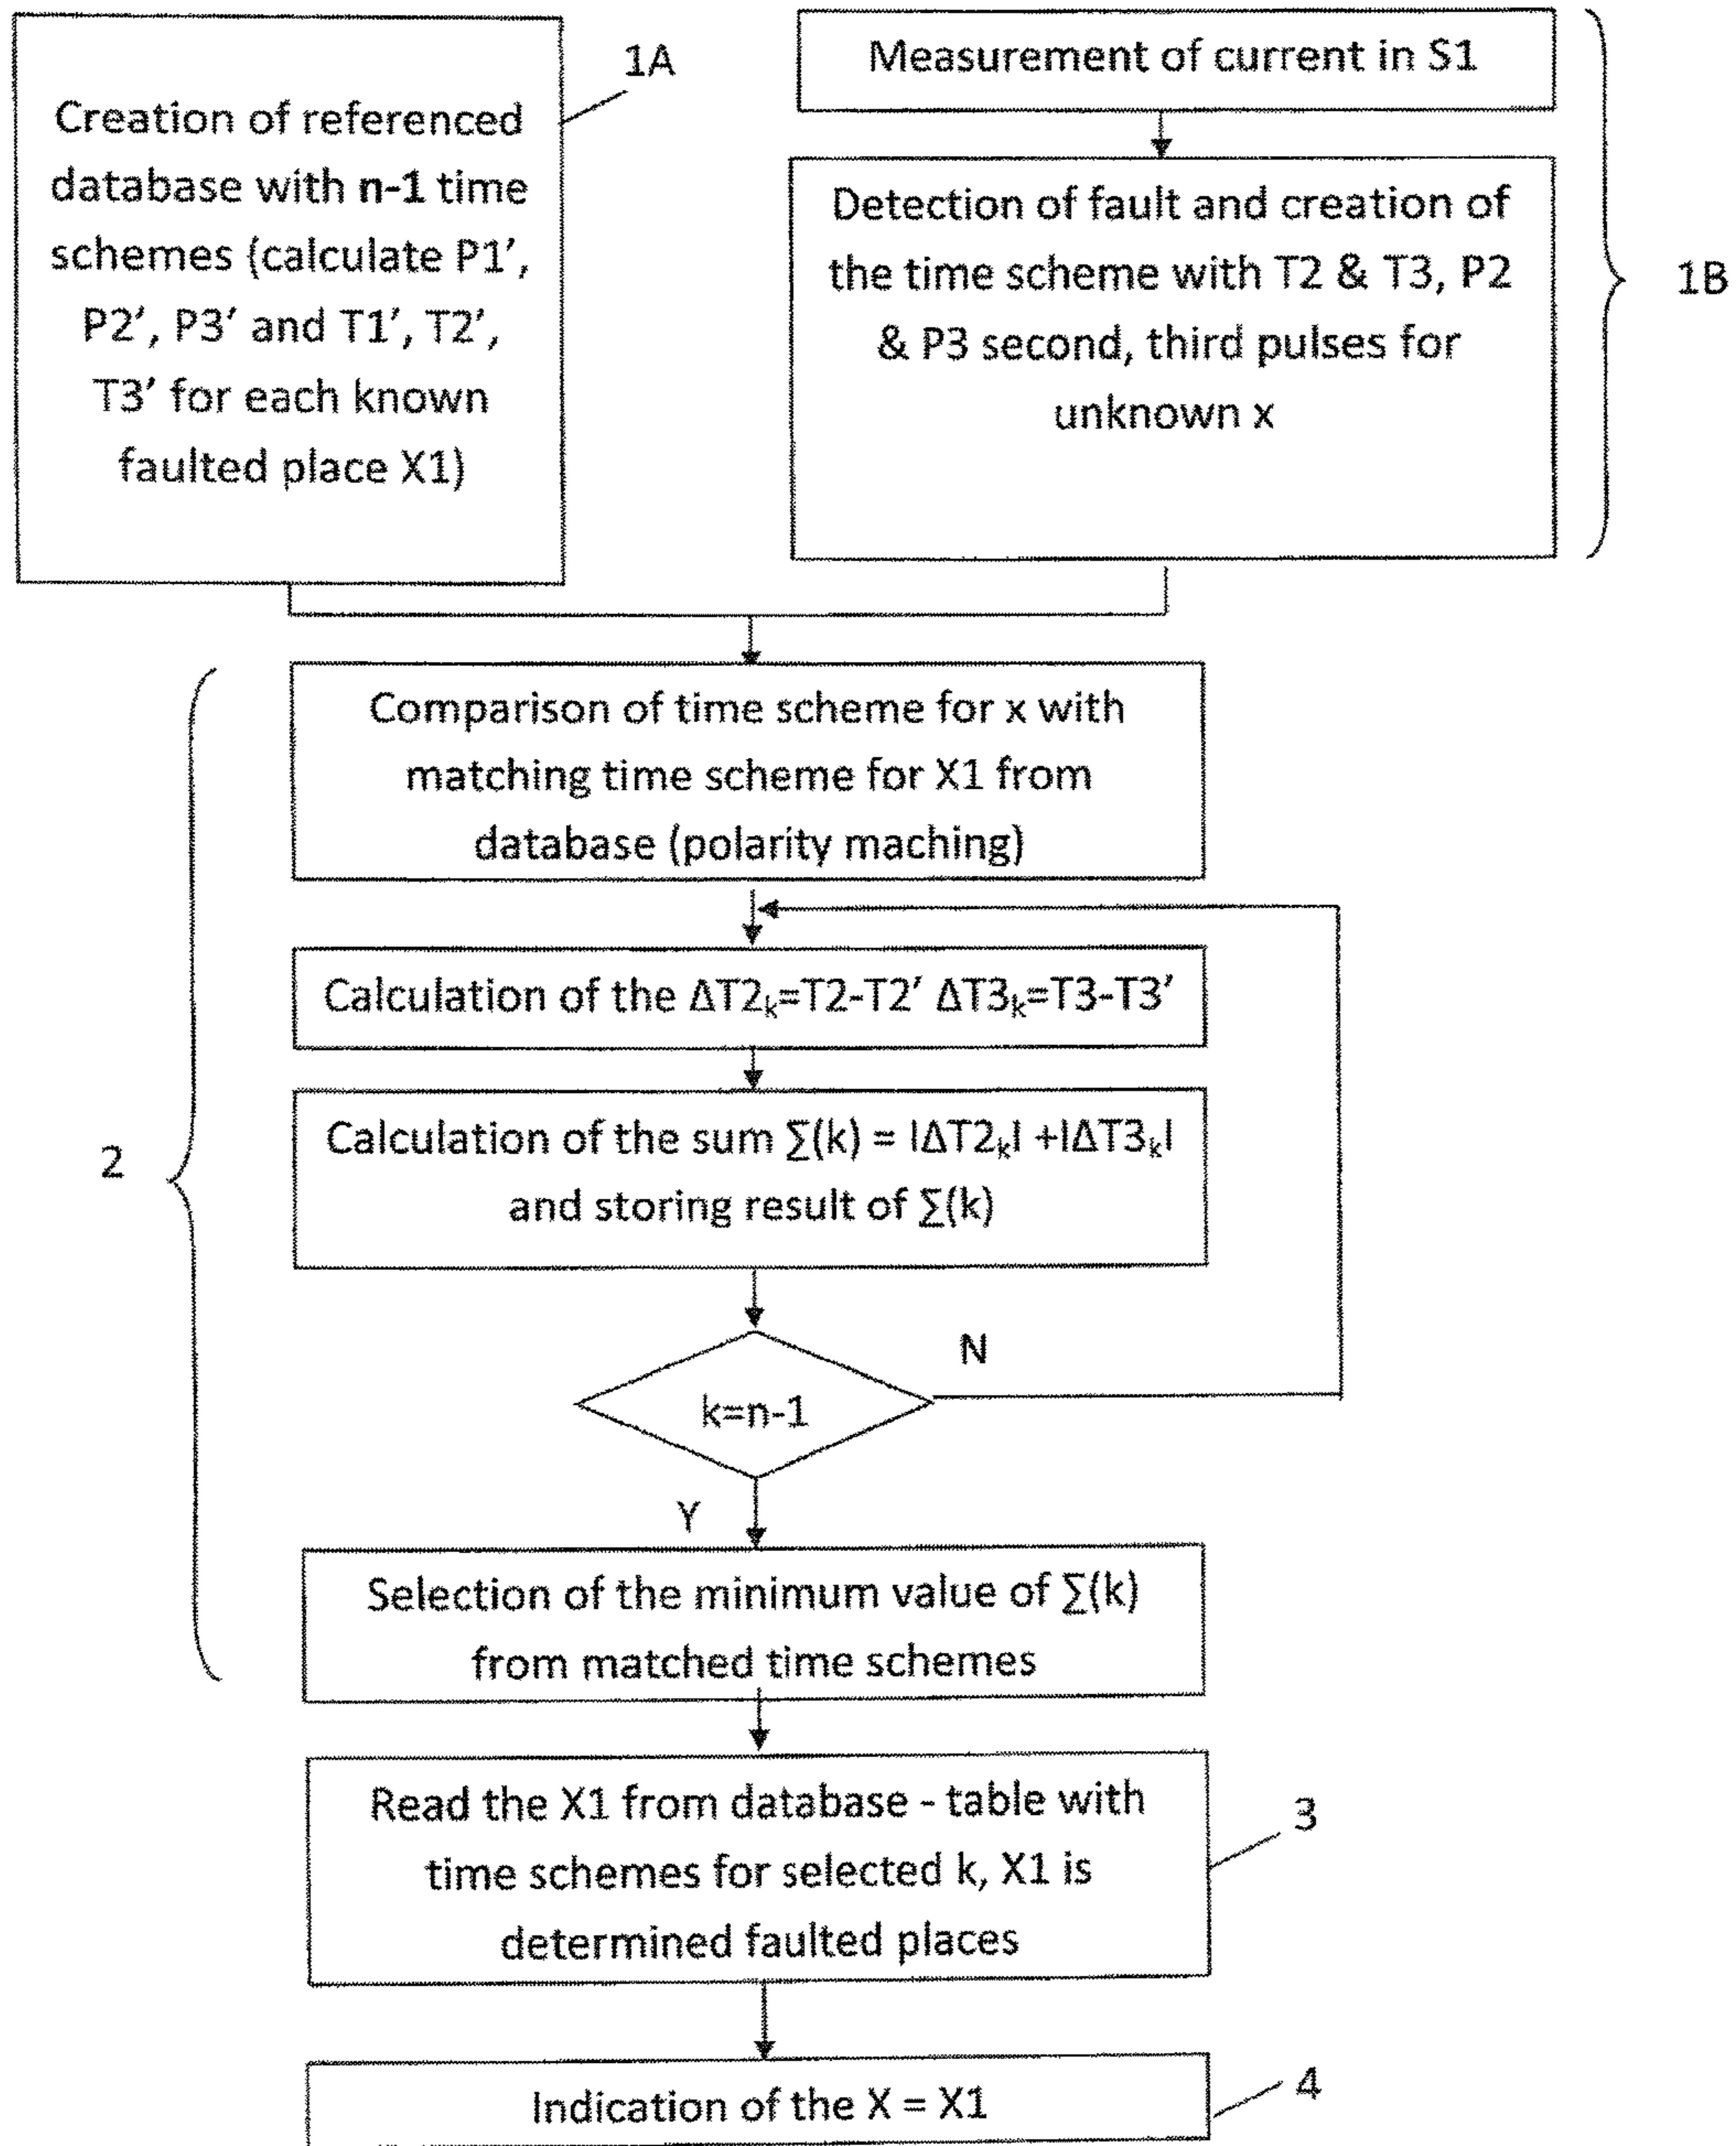 Creation of referenced
database with n-1 time
schemes (calculate P1′,
P2′, P3′ and T1′, T2′,
T3′ for each known
faulted place X1)
1A
Measurement of current in S1
Detection of fault and creation of
the time scheme with T2 & T3, P2
& P3 second, third pulses for
unknown x
1B
Comparison of time scheme for x with
matching time scheme for X1 from
database (polarity maching)
Calculation of the ΔT2ₖ=T2-T2′ ΔT3ₖ=T3-T3′
Calculation of the sum ∑(k) = IΔT2ₖI +IΔT3ₖI
and storing result of ∑(k)
2
N
k=n-1
Y
Selection of the minimum value of ∑(k)
from matched time schemes
Read the X1 from database - table with
time schemes for selected k, X1 is
determined faulted places
3
Indication of the X = X1
4